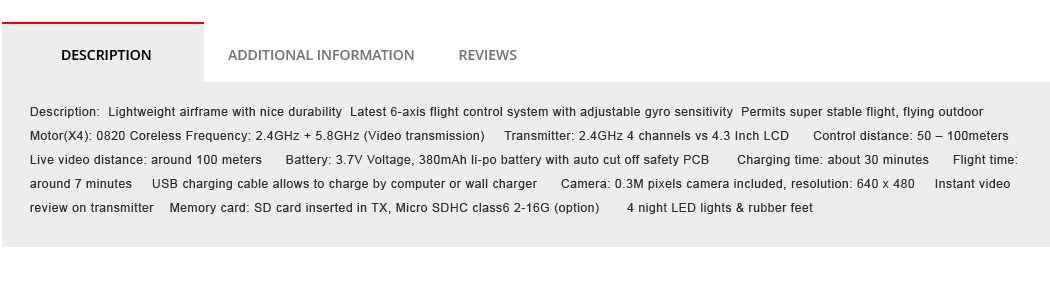 DESCRIPTION ADDITIONAL INFORMATION REVIEWS
Description: Lightweight airframe with nice durability Latest 6-axis flight control system with adjustable gyro sensitivity Permits super stable flight, flying outdoor
Motor(X4): 0820 Coreless Frequency: 2.4GHz + 5.8GHz (Video transmission) Transmitter: 2.4GHz 4 channels vs 4.3 Inch LCD Control distance: 50 – 100meters
Live video distance: around 100 meters Battery: 3.7V Voltage, 380mAh li-po battery with auto cut off safety PCB Charging time: about 30 minutes Flight time:
around 7 minutes USB charging cable allows to charge by computer or wall charger Camera: 0.3M pixels camera included, resolution: 640 x 480 Instant video
review on transmitter Memory card: SD card inserted in TX, Micro SDHC class6 2-16G (option) 4 night LED lights & rubber feet